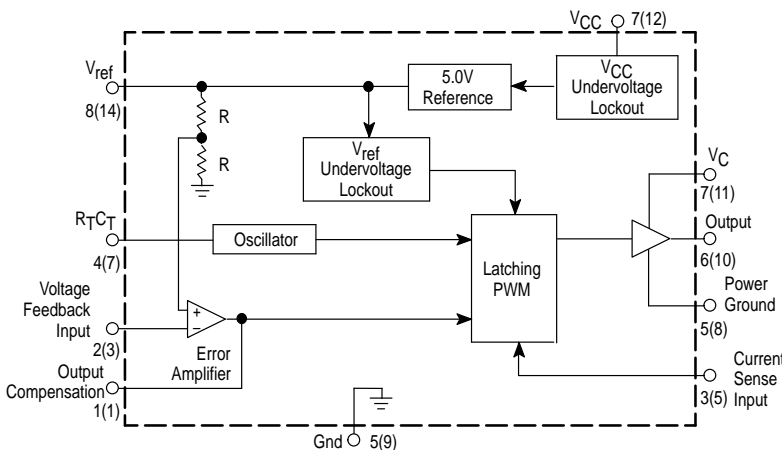 VCC 7(12)
Vref
8(14)
5.0V
Reference
VCC
Undervoltage
Lockout
R
R
Vref
Undervoltage
Lockout
VC
7(11)
RTCT
4(7)
Oscillator
Latching
PWM
Output
6(10)
Voltage
Feedback
Input
2(3)
+
−
Error
Amplifier
Power
Ground
5(8)
Output
Compensation
1(1)
Current
Sense
Input
3(5)
Gnd 5(9)